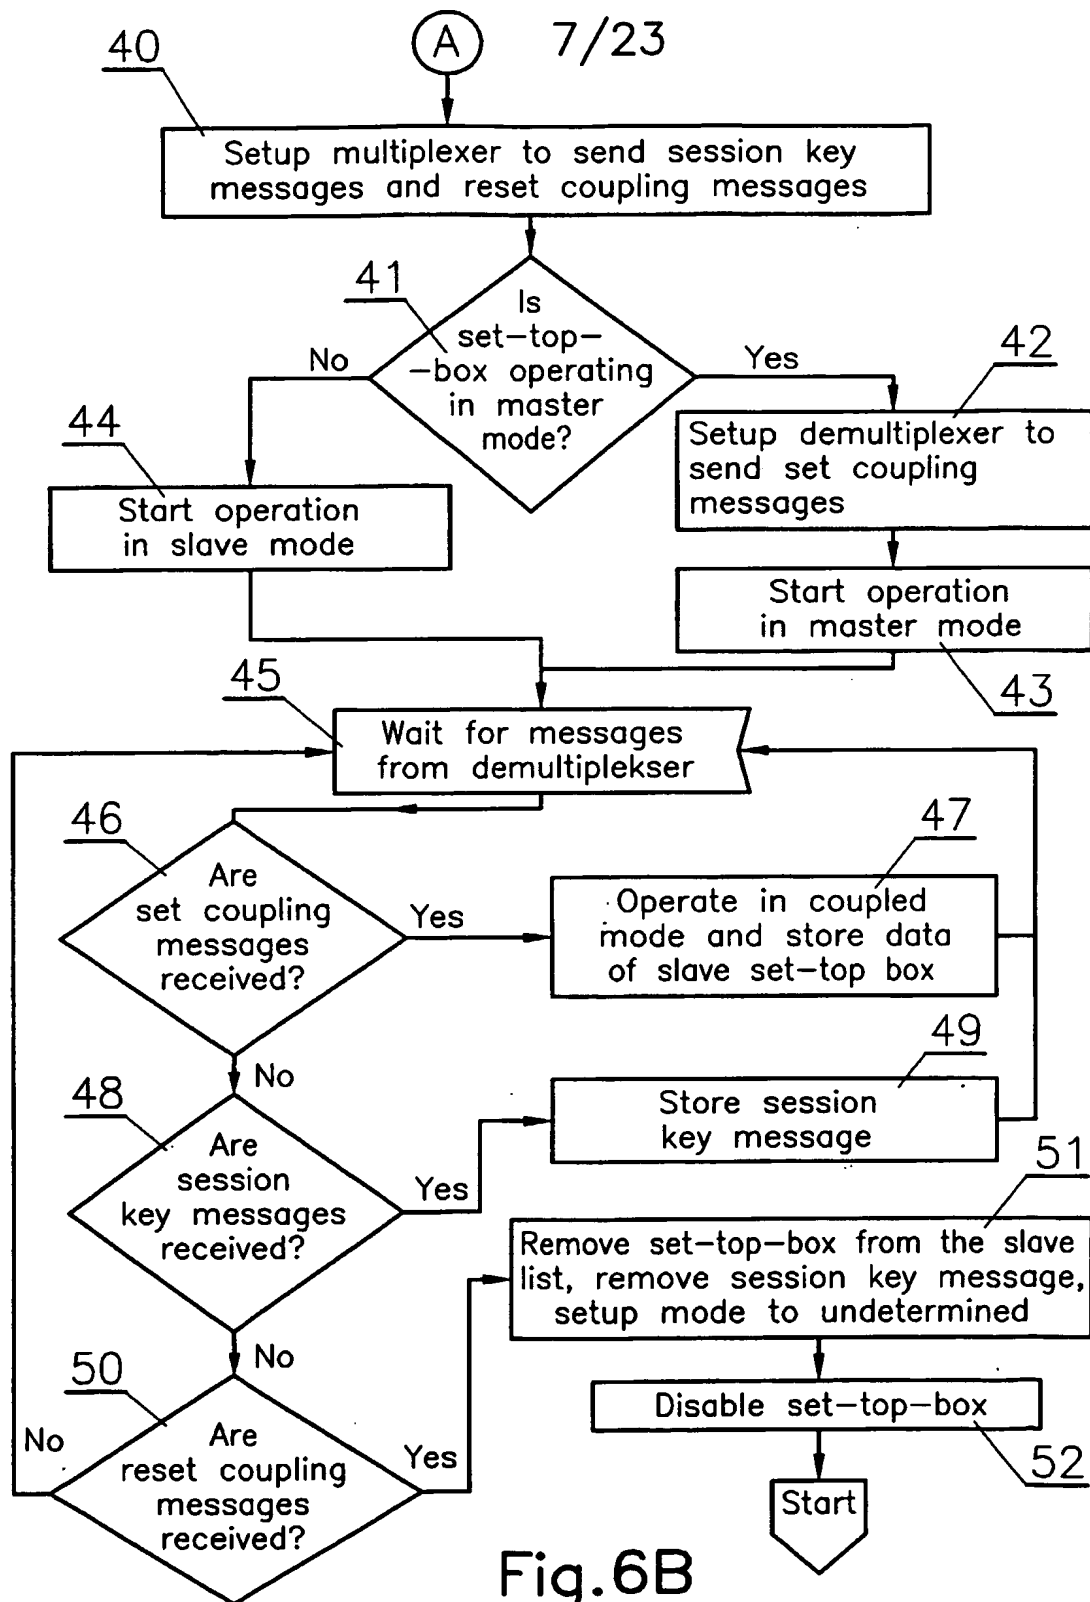 A
7/23
40
Setup multiplexer to send session key
messages and reset coupling messages
41
Is
set-top-
-box operating
in master
mode?
No
Yes
42
Setup demultiplexer to
send set coupling
messages
44
Start operation
in slave mode
Start operation
in master mode
43
45
Wait for messages
from demultiplekser
46
Are
set coupling
messages
received?
Yes
47
Operate in coupled
mode and store data
of slave set-top box
No
48
Are
session
key messages
received?
Yes
49
Store session
key message
51
Remove set-top-box from the slave
list, remove session key message,
setup mode to undetermined
No
50
Are
reset coupling
messages
received?
No
Yes
Disable set-top-box
52
Start
Fig.6B